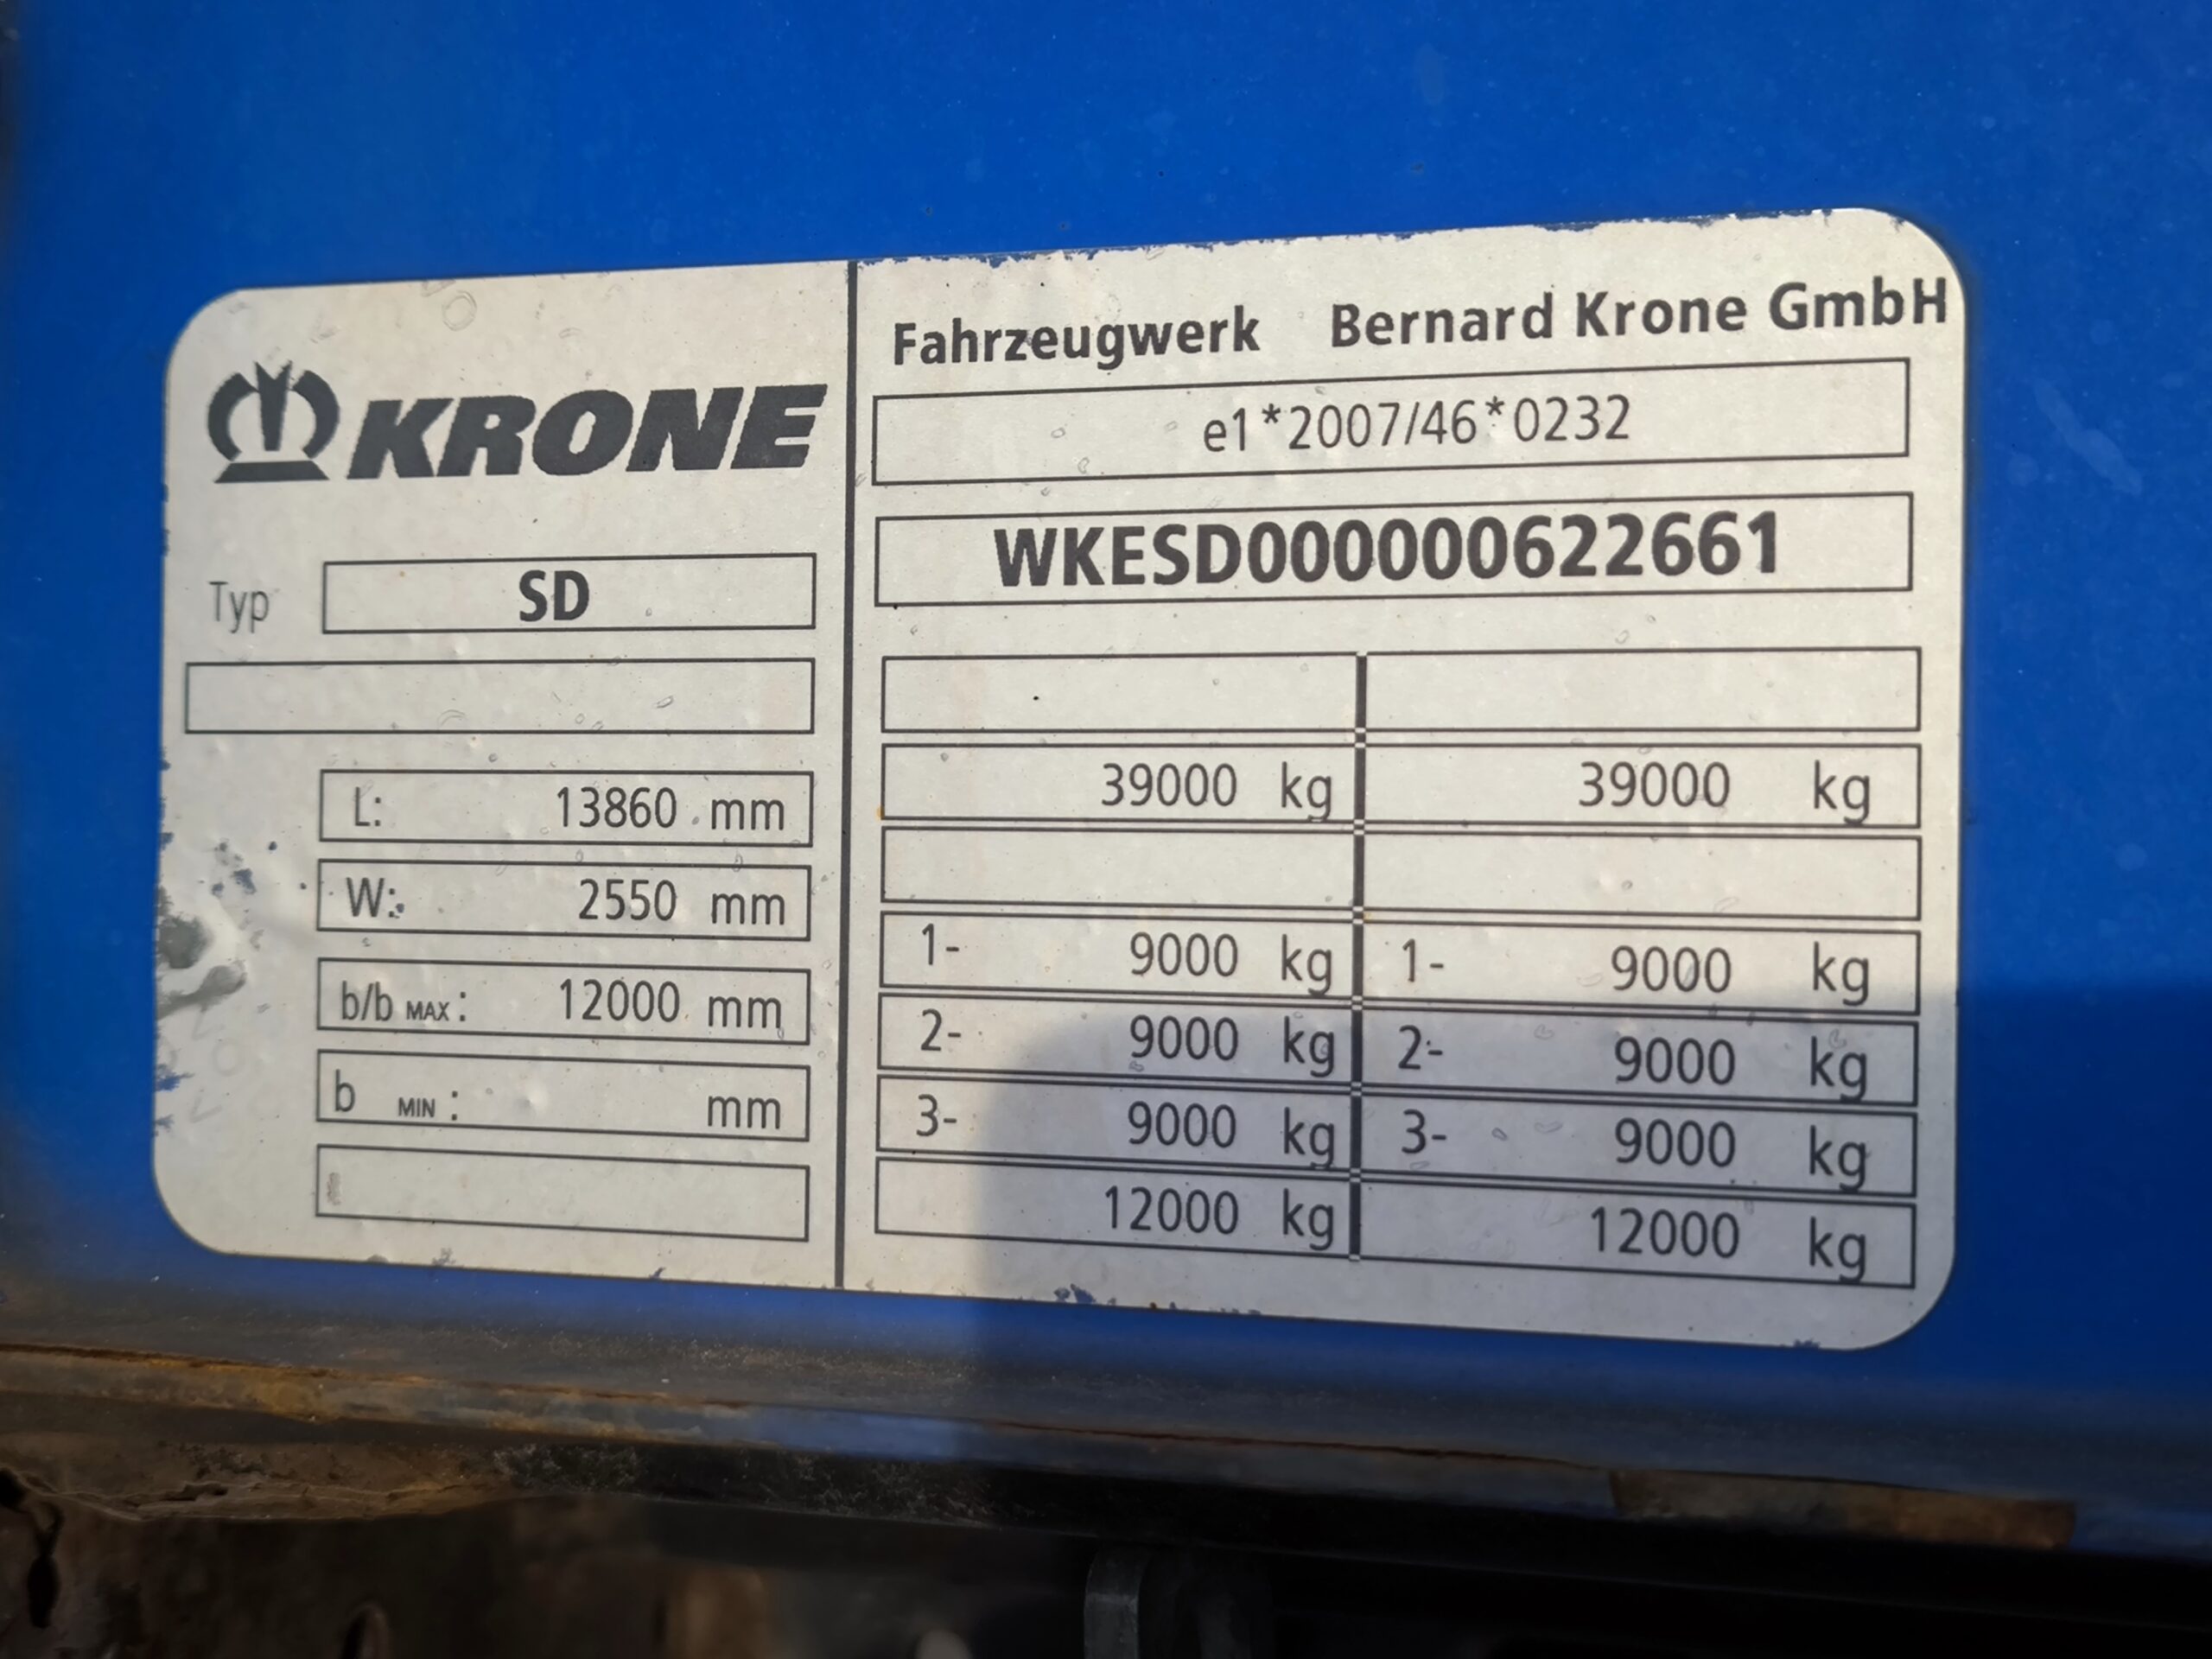 KRONE
Typ SD
L: 13860 mm
W: 2550 mm
b/b MAX: 12000 mm
b MIN: mm
Fahrzeugwerk Bernard Krone GmbH
e1*2007/46*0232
WKESD000000622661
39000 kg 39000 kg
1- 9000 kg 1- 9000 kg
2- 9000 kg 2- 9000 kg
3- 9000 kg 3- 9000 kg
12000 kg 12000 kg